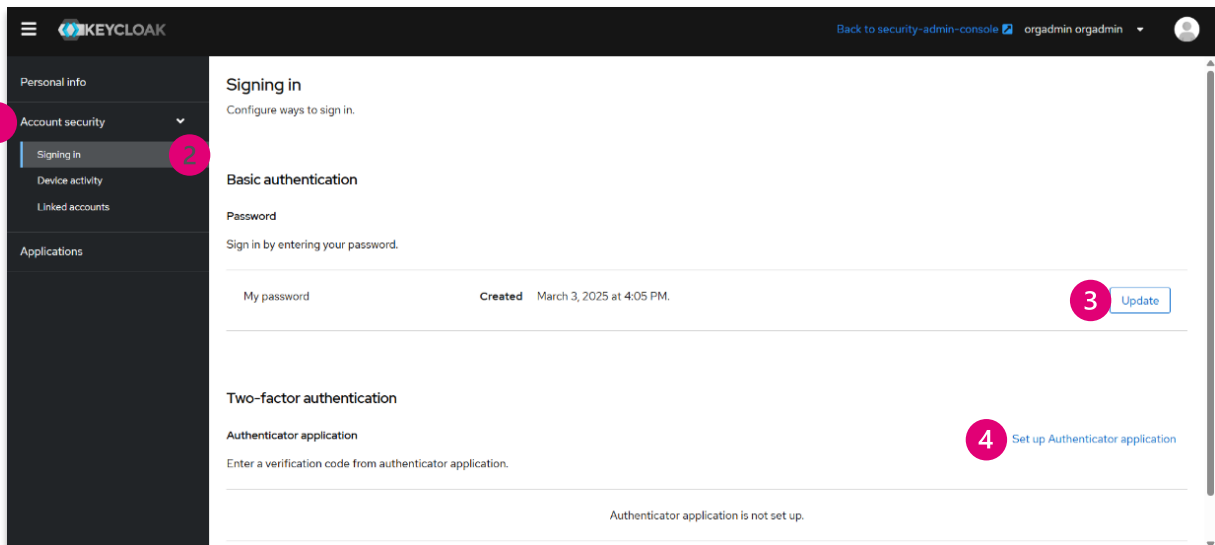 KEYCLOAK
Back to security-admin-console orgadmin orgadmin
Personal info
Account security
Signing in 2
Device activity
Linked accounts
Applications
Signing in
Configure ways to sign in.
Basic authentication
Password
Sign in by entering your password.
My password Created March 3, 2025 at 4:05 PM. 3 Update
Two-factor authentication
Authenticator application 4 Set up Authenticator application
Enter a verification code from authenticator application.
Authenticator application is not set up.